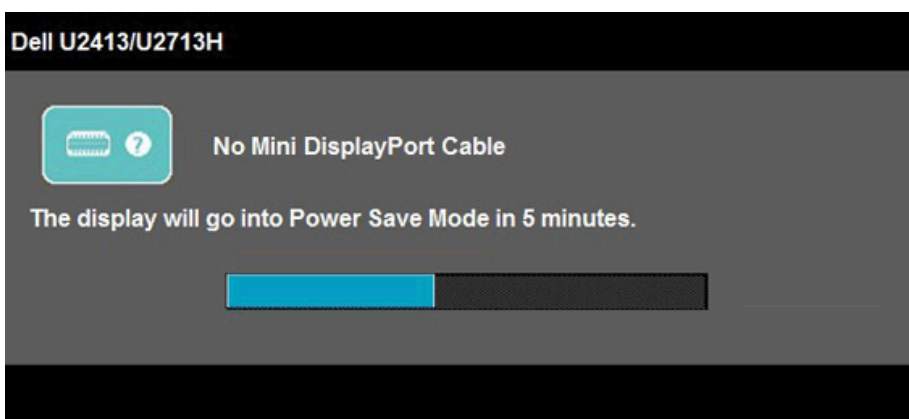 Dell U2413/U2713H
?
No Mini DisplayPort Cable
The display will go into Power Save Mode in 5 minutes.